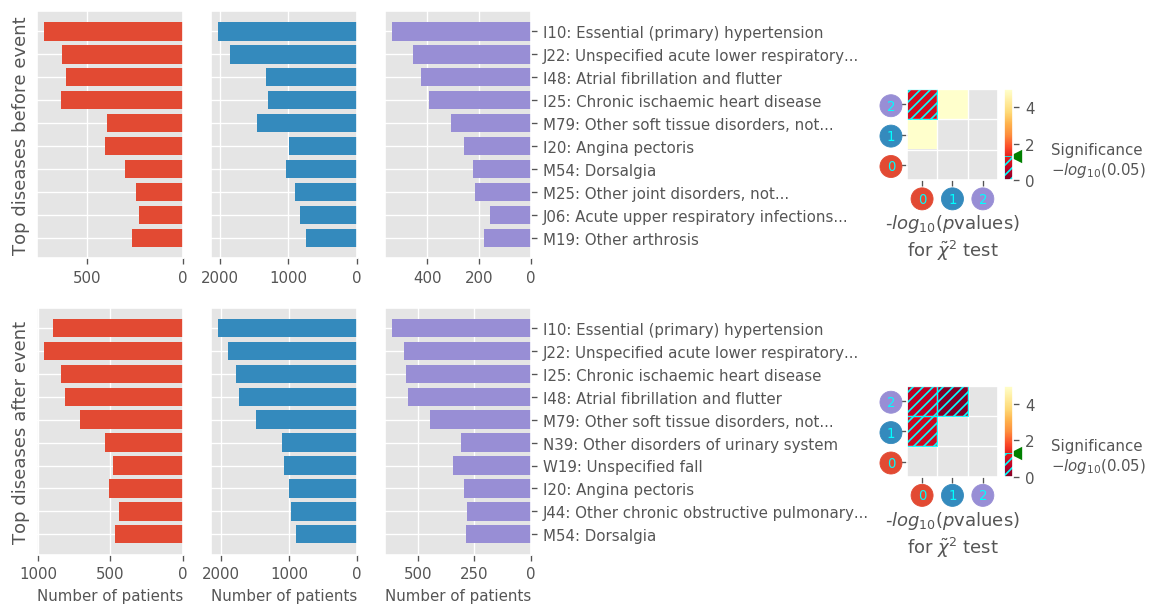 Top diseases before event
I10: Essential (primary) hypertension
J22: Unspecified acute lower respiratory...
I48: Atrial fibrillation and flutter
I25: Chronic ischaemic heart disease
M79: Other soft tissue disorders, not...
I20: Angina pectoris
M54: Dorsalgia
M25: Other joint disorders, not...
J06: Acute upper respiratory infections...
M19: Other arthrosis
500 0
2000 1000 0
400 200 0
2
1
0
0 1 2
4
2
0
Significance
−log10(0.05)
-log10(pvalues)
for χ̃² test
Top diseases after event
I10: Essential (primary) hypertension
J22: Unspecified acute lower respiratory...
I25: Chronic ischaemic heart disease
I48: Atrial fibrillation and flutter
M79: Other soft tissue disorders, not...
N39: Other disorders of urinary system
W19: Unspecified fall
I20: Angina pectoris
J44: Other chronic obstructive pulmonary...
M54: Dorsalgia
1000 500 0
2000 1000 0
500 250 0
Number of patients
Number of patients
Number of patients
2
1
0
0 1 2
4
2
0
Significance
−log10(0.05)
-log10(pvalues)
for χ̃² test